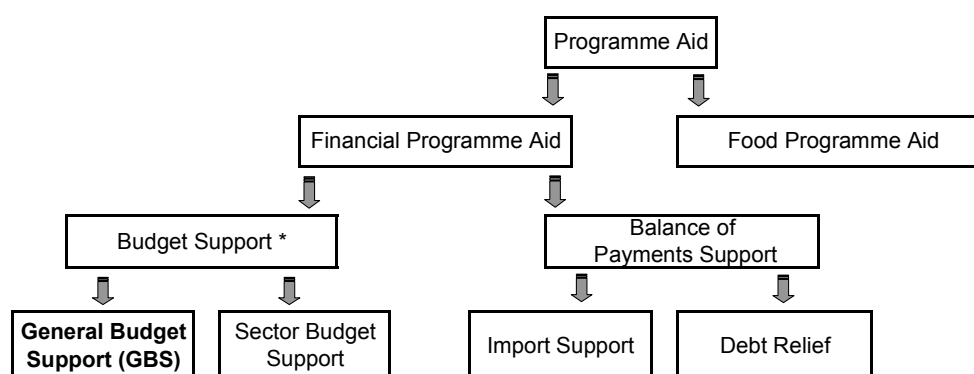 Programme Aid
Financial Programme Aid
Food Programme Aid
Budget Support *
Balance of
Payments Support
General Budget
Support (GBS)
Sector Budget
Support
Import Support
Debt Relief